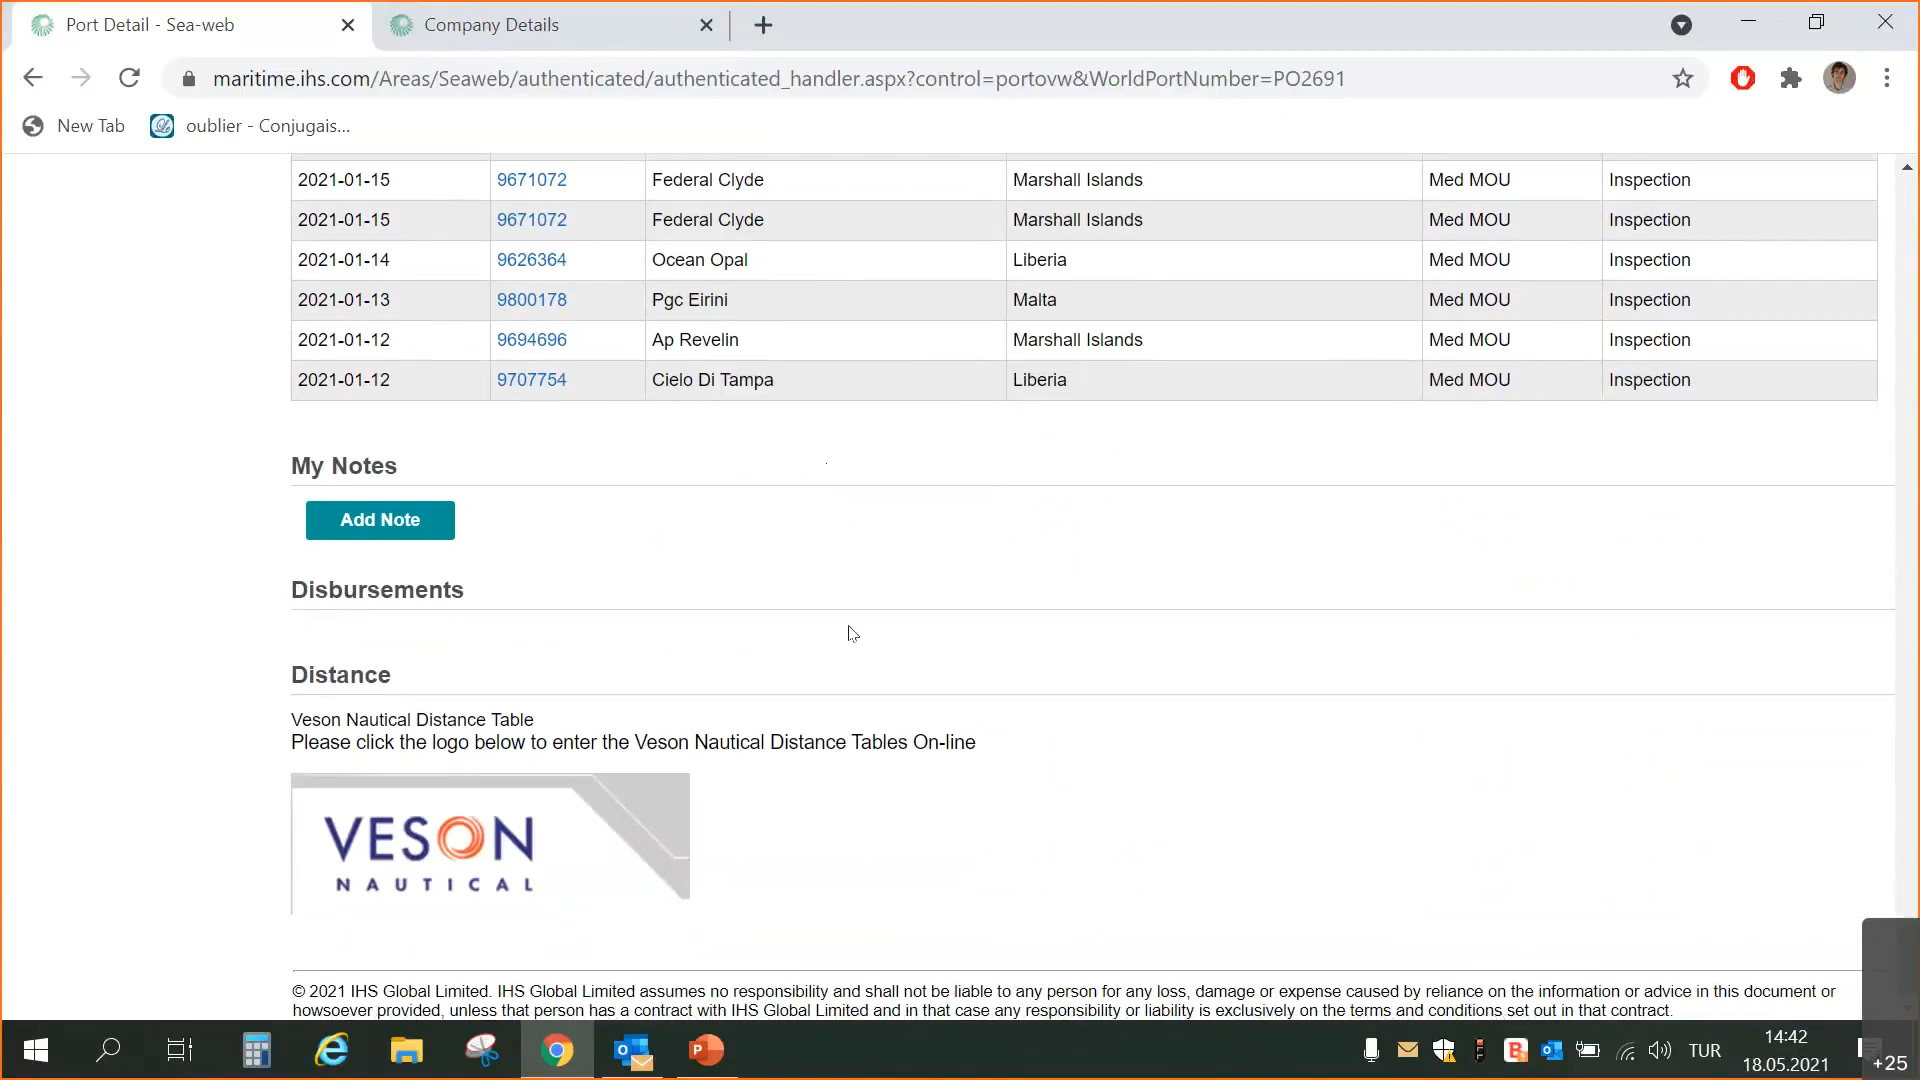 Port Detail - Sea-web
Company Details
maritime.ihs.com/Areas/Seaweb/authenticated/authenticated_handler.aspx?control=portovw&WorldPortNumber=PO2691
New Tab
oublier - Conjugais...
2021-01-15 9671072 Federal Clyde Marshall Islands Med MOU Inspection
2021-01-15 9671072 Federal Clyde Marshall Islands Med MOU Inspection
2021-01-14 9626364 Ocean Opal Liberia Med MOU Inspection
2021-01-13 9800178 Pgc Eirini Malta Med MOU Inspection
2021-01-12 9694696 Ap Revelin Marshall Islands Med MOU Inspection
2021-01-12 9707754 Cielo Di Tampa Liberia Med MOU Inspection
My Notes
Add Note
Disbursements
Distance
Veson Nautical Distance Table
Please click the logo below to enter the Veson Nautical Distance Tables On-line
VESON
NAUTICAL
© 2021 IHS Global Limited. IHS Global Limited assumes no responsibility and shall not be liable to any person for any loss, damage or expense caused by reliance on the information or advice in this document or
howsoever provided, unless that person has a contract with IHS Global Limited and in that case any responsibility or liability is exclusively on the terms and conditions set out in that contract.
TUR
14:42
18.05.2021
+25